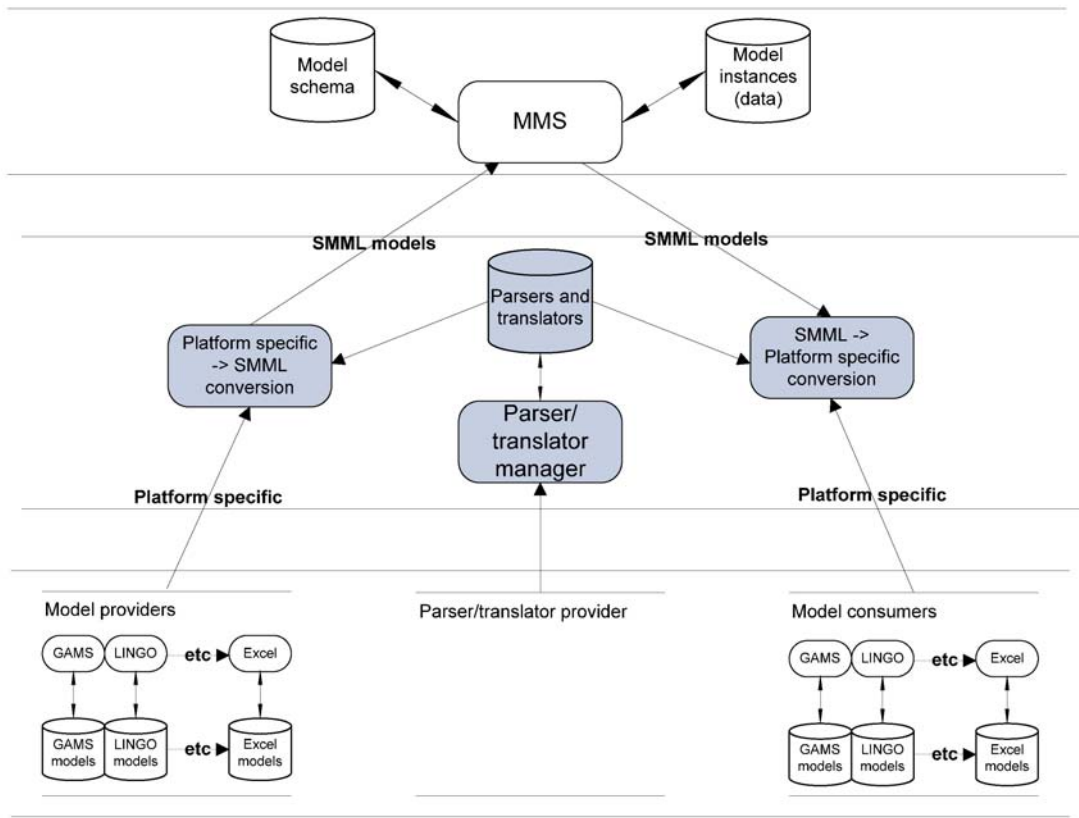 Model
schema
MMS
Model
instances
(data)
SMML models
SMML models
Parsers and
translators
Platform specific
-> SMML
conversion
SMML ->
Platform specific
conversion
Parser/
translator
manager
Platform specific
Platform specific
Model providers
Parser/translator provider
Model consumers
GAMS
LINGO
etc
Excel
GAMS
LINGO
etc
Excel
GAMS
models
LINGO
models
etc
Excel
models
GAMS
models
LINGO
models
etc
Excel
models